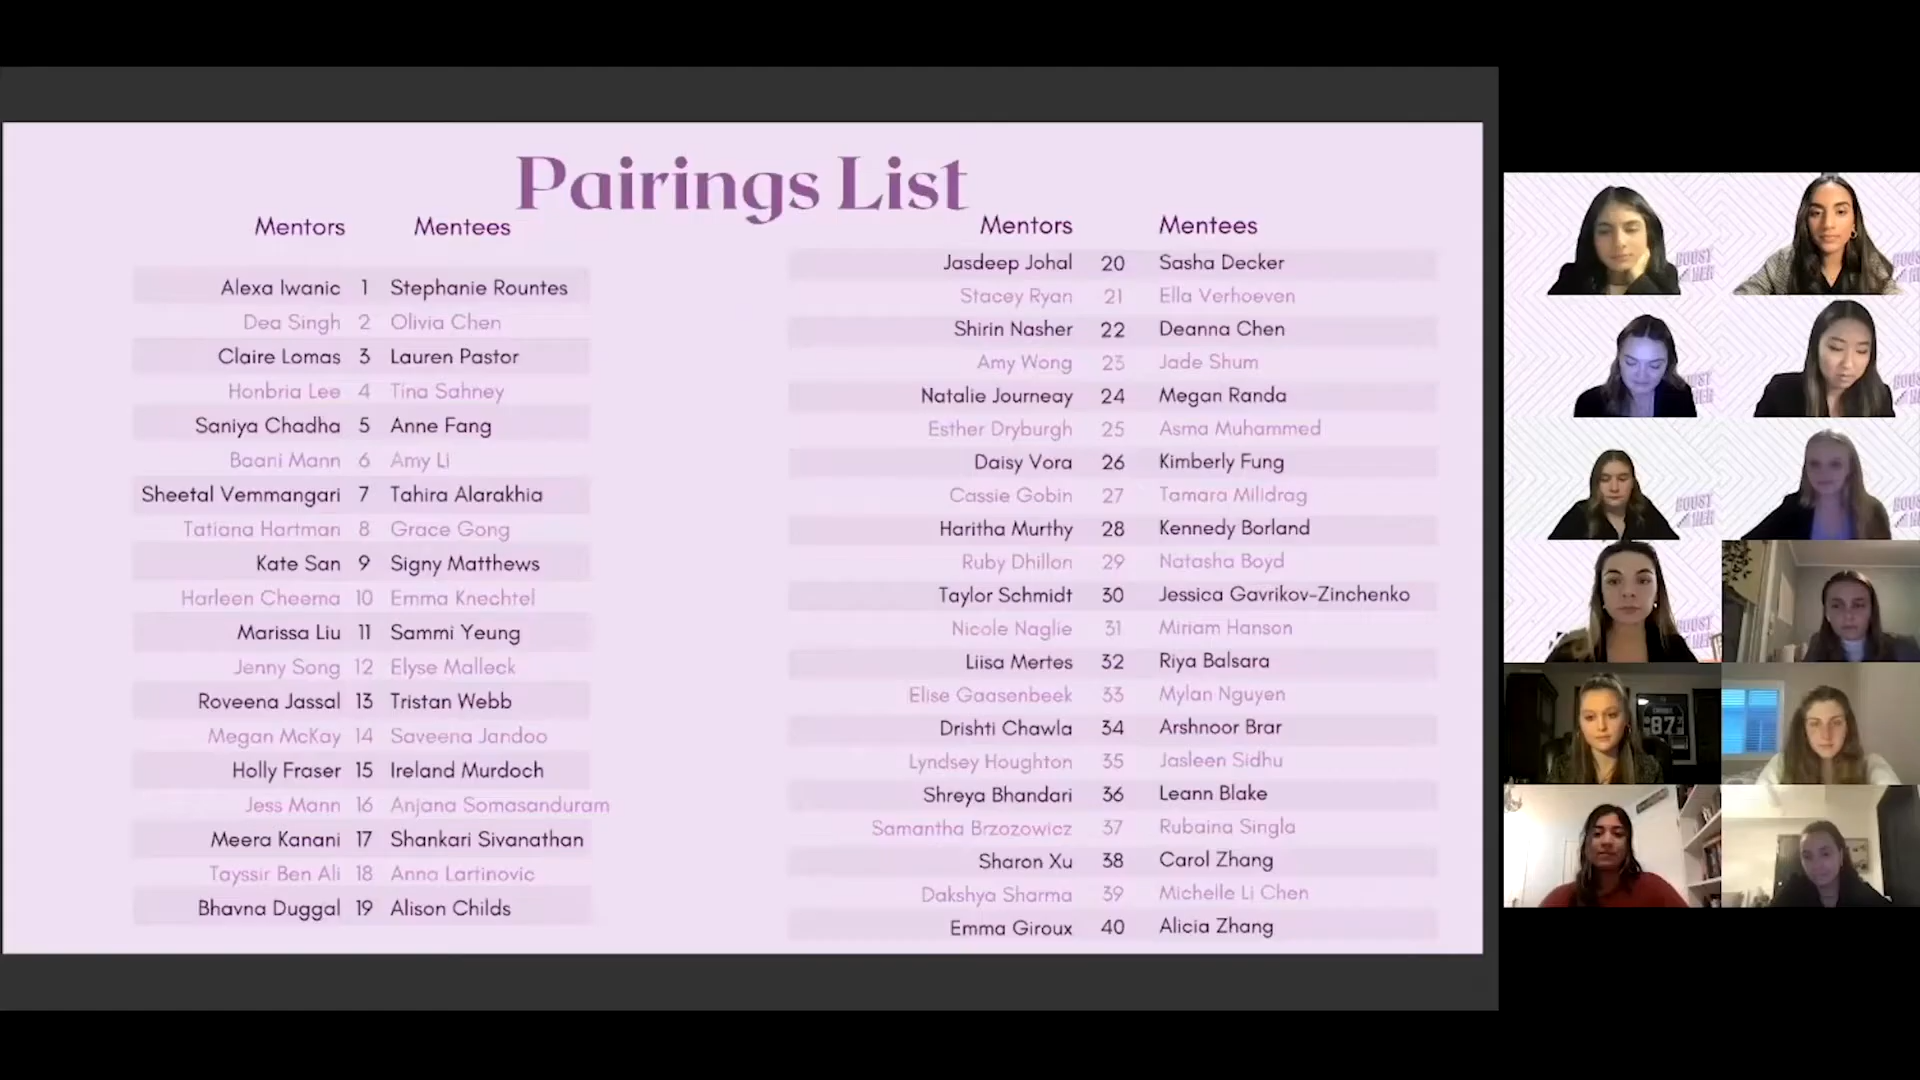 Pairings List
Mentors Mentees
Alexa Iwanic 1 Stephanie Rountes
Dea Singh 2 Olivia Chen
Claire Lomas 3 Lauren Pastor
Honbria Lee 4 Tina Sahney
Saniya Chadha 5 Anne Fang
Baani Mann 6 Amy Li
Sheetal Vemmangari 7 Tahira Alarakhia
Tatiana Hartman 8 Grace Gong
Kate San 9 Signy Matthews
Harleen Cheema 10 Emma Knechtel
Marissa Liu 11 Sammi Yeung
Jenny Song 12 Elyse Malleck
Roveena Jassal 13 Tristan Webb
Megan McKay 14 Saveena Jandoo
Holly Fraser 15 Ireland Murdoch
Jess Mann 16 Anjana Somasanduram
Meera Kanani 17 Shankari Sivanathan
Tayssir Ben Ali 18 Anna Lartinovic
Bhavna Duggal 19 Alison Childs
Mentors Mentees
Jasdeep Johal 20 Sasha Decker
Stacey Ryan 21 Ella Verhoeven
Shirin Nasher 22 Deanna Chen
Amy Wong 23 Jade Shum
Natalie Journeay 24 Megan Randa
Esther Dryburgh 25 Asma Muhammed
Daisy Vora 26 Kimberly Fung
Cassie Gobin 27 Tamara Milidrag
Haritha Murthy 28 Kennedy Borland
Ruby Dhillon 29 Natasha Boyd
Taylor Schmidt 30 Jessica Gavrikov-Zinchenko
Nicole Naglie 31 Miriam Hanson
Liisa Mertes 32 Riya Balsara
Elise Gaasenbeek 33 Mylan Nguyen
Drishti Chawla 34 Arshnoor Brar
Lyndsey Houghton 35 Jasleen Sidhu
Shreya Bhandari 36 Leann Blake
Samantha Brzozowicz 37 Rubaina Singla
Sharon Xu 38 Carol Zhang
Dakshya Sharma 39 Michelle Li Chen
Emma Giroux 40 Alicia Zhang
87